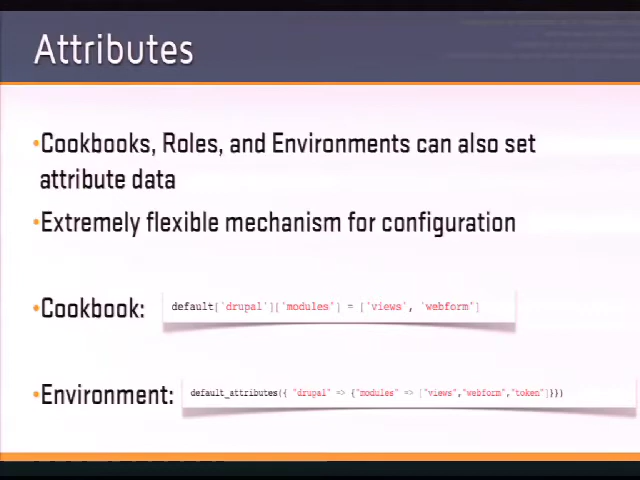 Attributes
•Cookbooks, Roles, and Environments can also set
attribute data
•Extremely flexible mechanism for configuration
•Cookbook: default[`drupal`]['modules'] = ['views', `webform']
•Environment: default_attributes({ "drupal" => {"modules" => ["views","webform","token"]}})